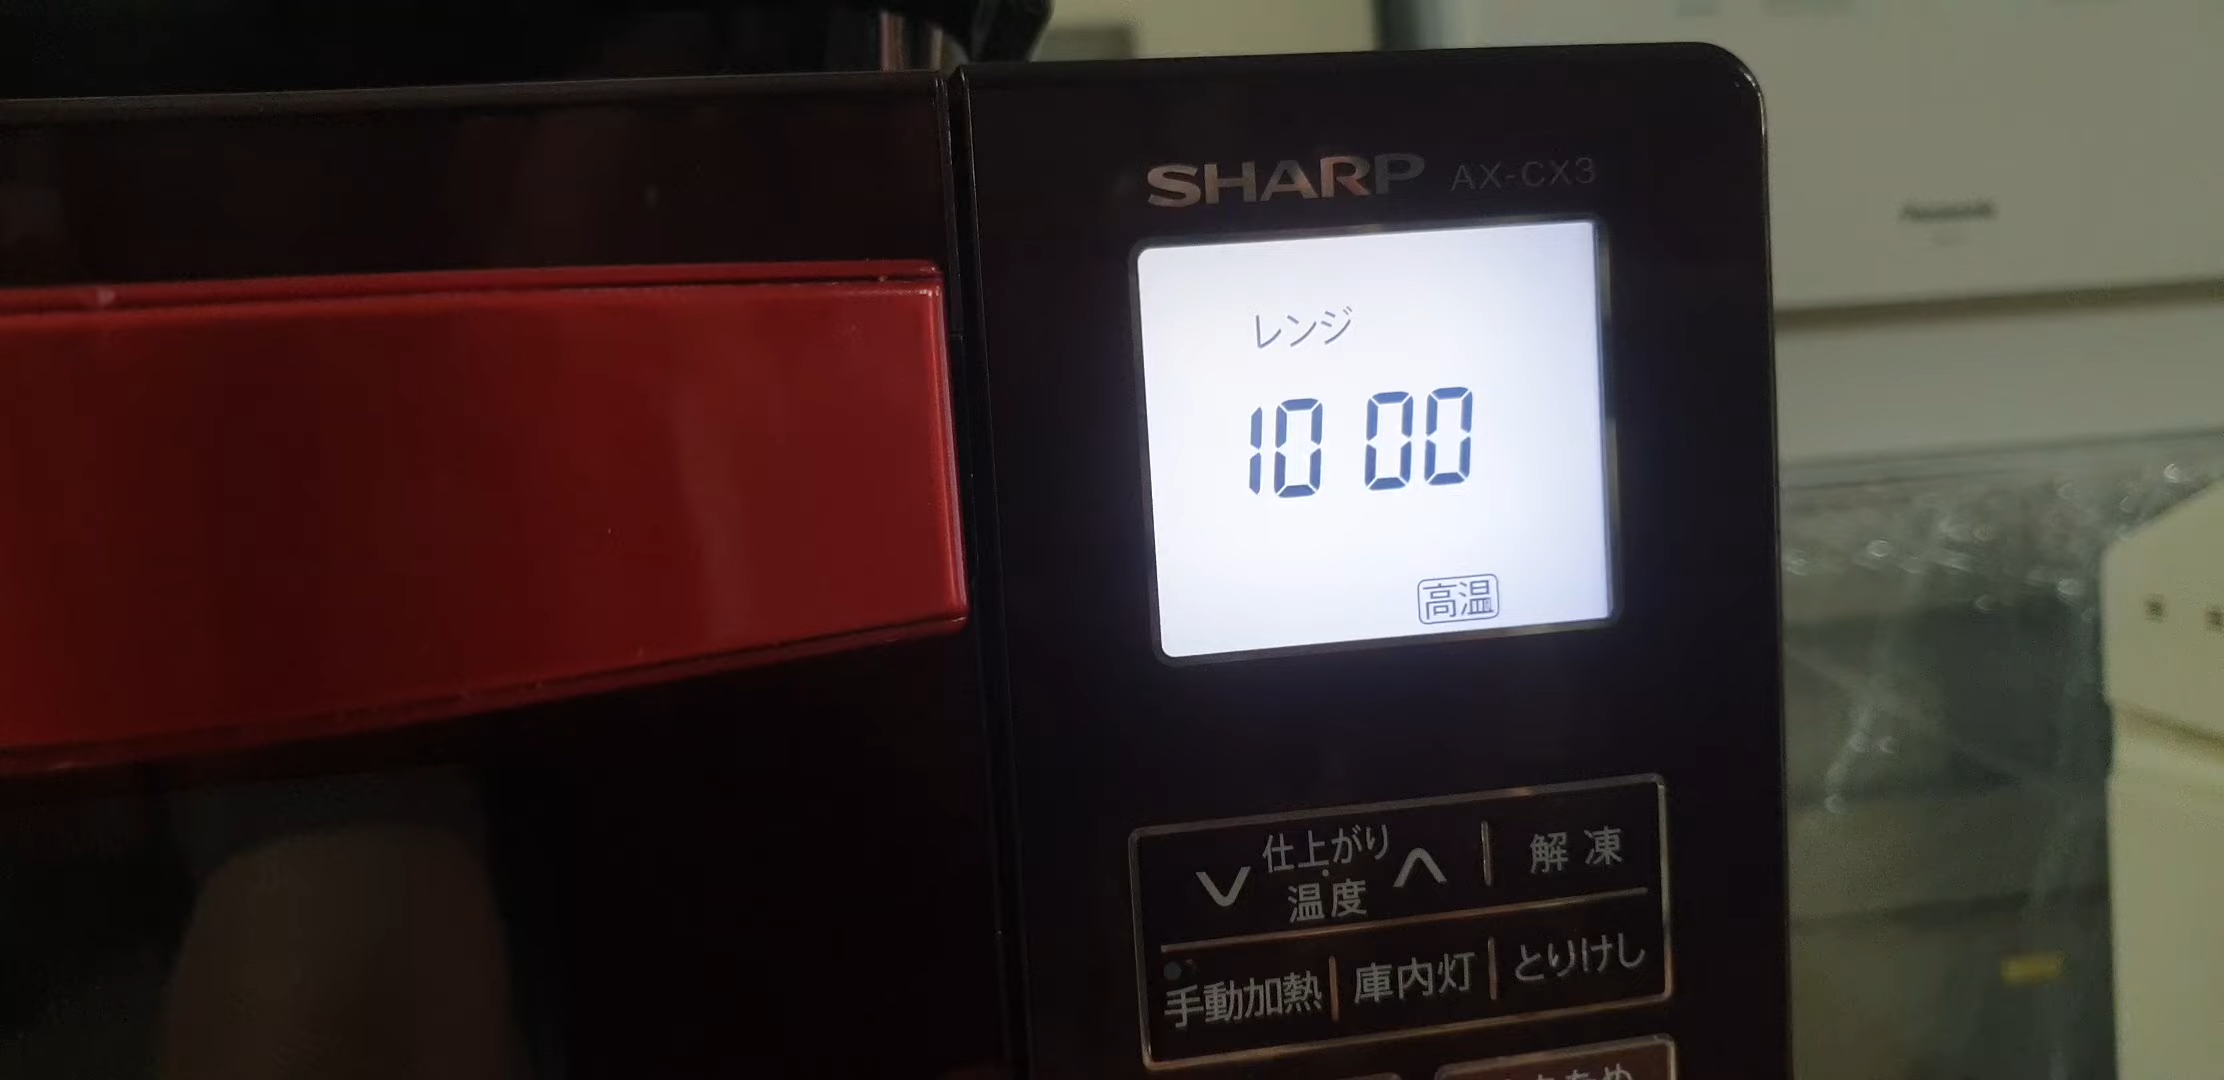 SHARP AX-CX3
レンジ
10 00
高温
仕上がり・温度
解凍
手動加熱
庫内灯
とりけし
Panasonic